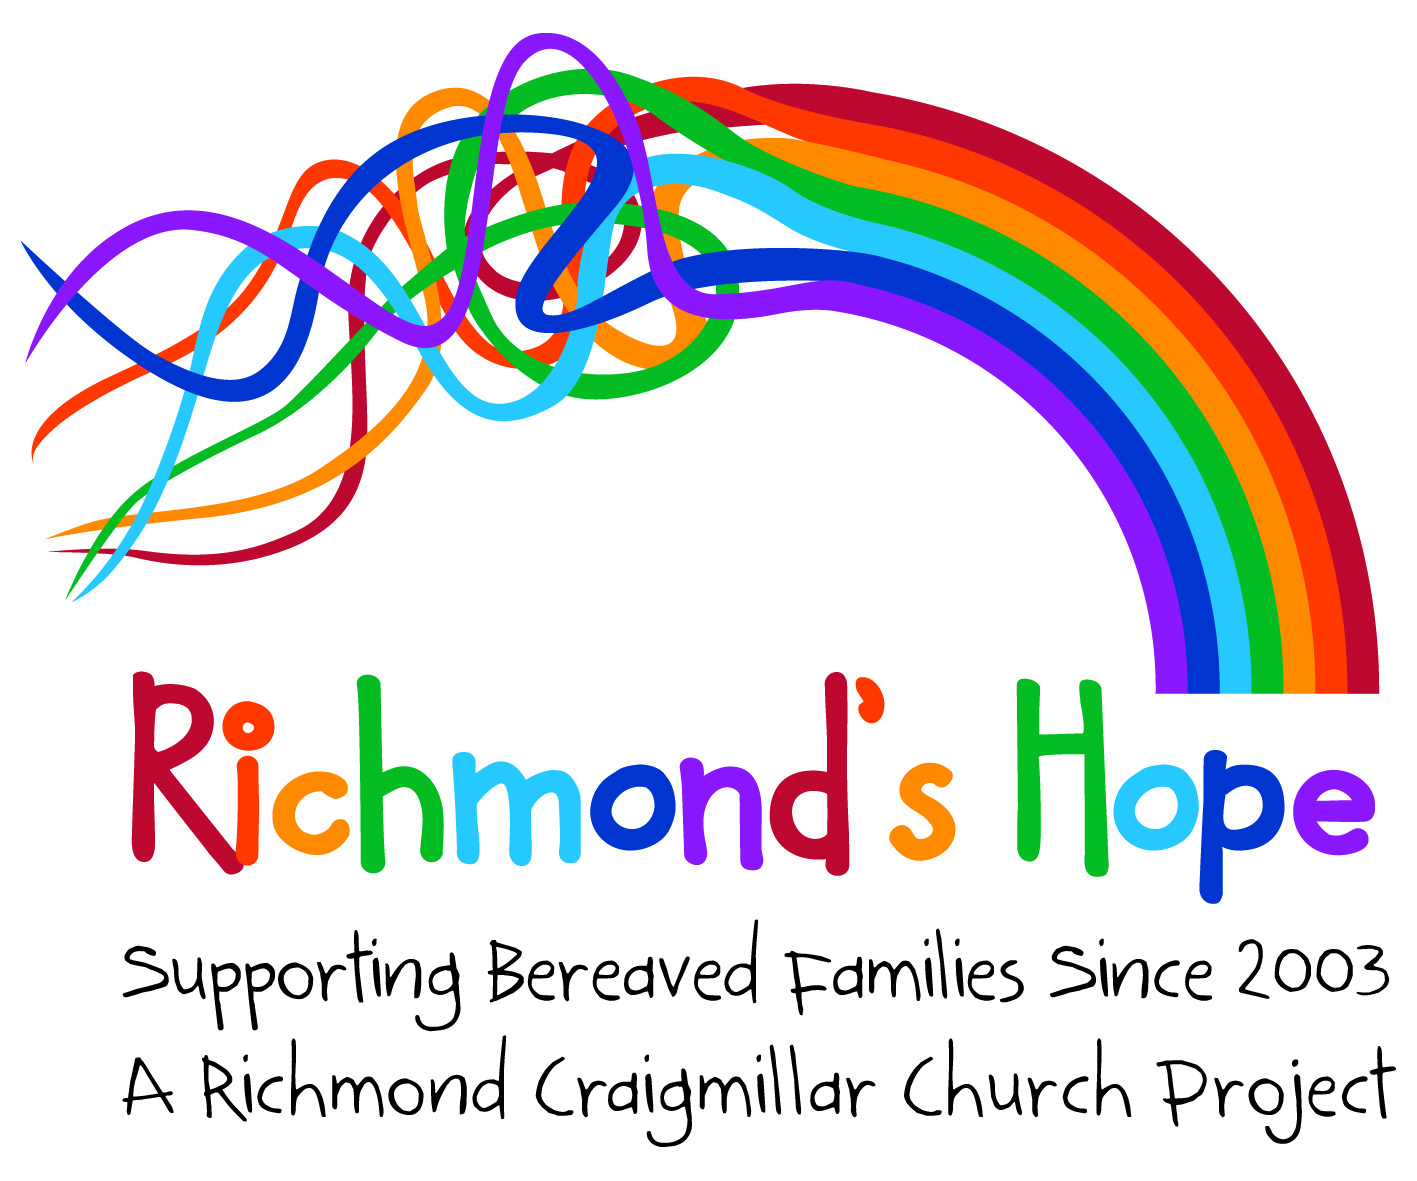 Richmond's Hope
Supporting Bereaved Families Since 2003
A Richmond Craigmillar Church Project